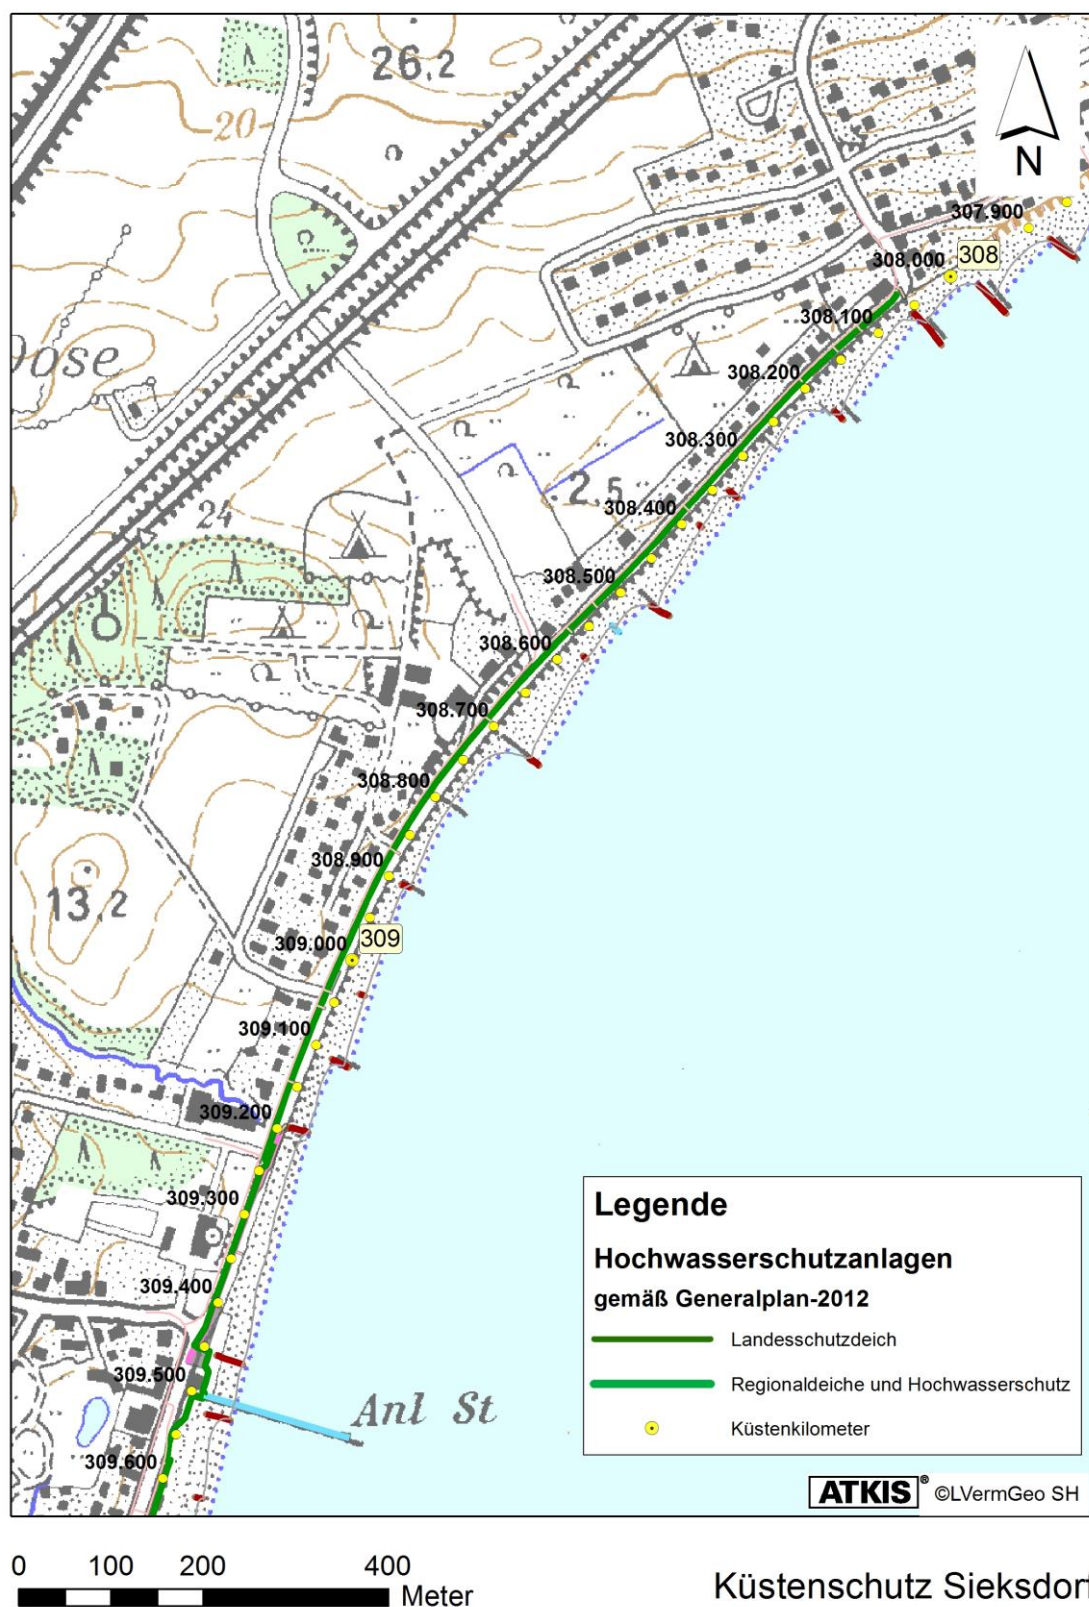 26,2
20
N
307.900
308.000
308
308.100
ose
308.200
308.300
2.5
308.400
24
308.500
308.600
308.700
308.800
308.900
13,2
309.000
309
309.100
309.200
309.300
309.400
309.500
Anl St
309.600
Legende
Hochwasserschutzanlagen
gemäß Generalplan-2012
Landesschutzdeich
Regionaldeiche und Hochwasserschutz
Küstenkilometer
ATKIS® ©LVermGeo SH
0 100 200 400
Meter
Küstenschutz Sieksdorf